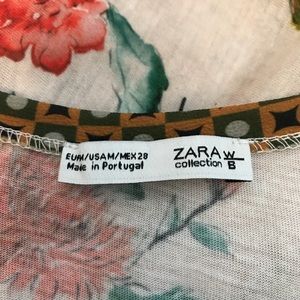 EUR M/USA M/MEX 28
Made in Portugal
ZARA W/B
collection